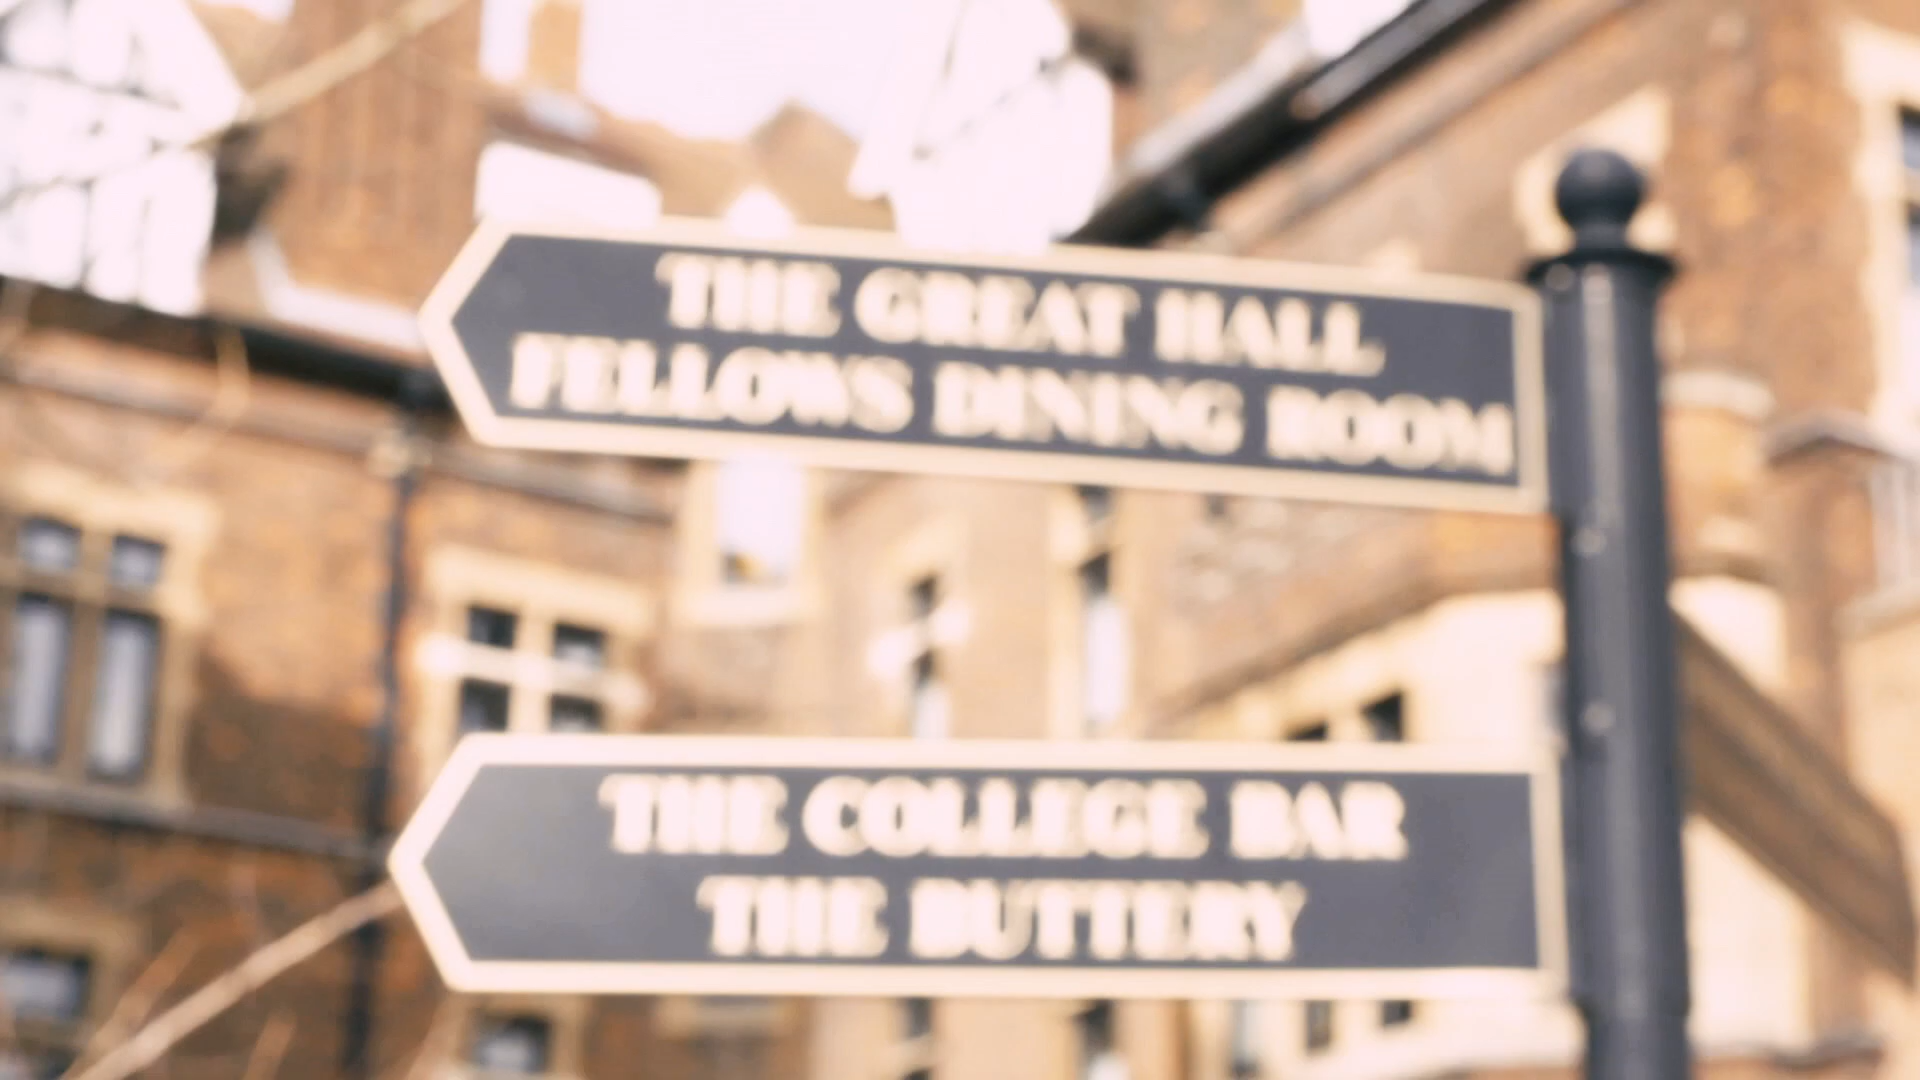 THE GREAT HALL
FELLOWS DINING ROOM
THE COLLEGE BAR
THE BUTTERY